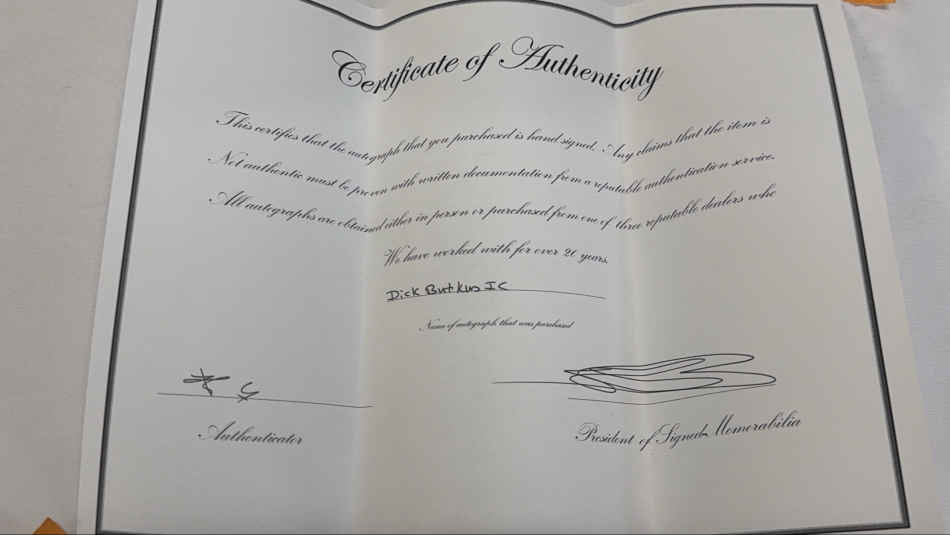 Certificate of Authenticity
This certifies that the autograph that you purchased is hand signed. Any claims that the item is
Not authentic must be proven with written documentation from a reputable authentication service.
All autographs are obtained either in person or purchased from one of three reputable dealers who
We have worked with for over 20 years.
Dick Butkus IC
Name of autograph that was purchased
Authenticator
President of Signed Memorabilia